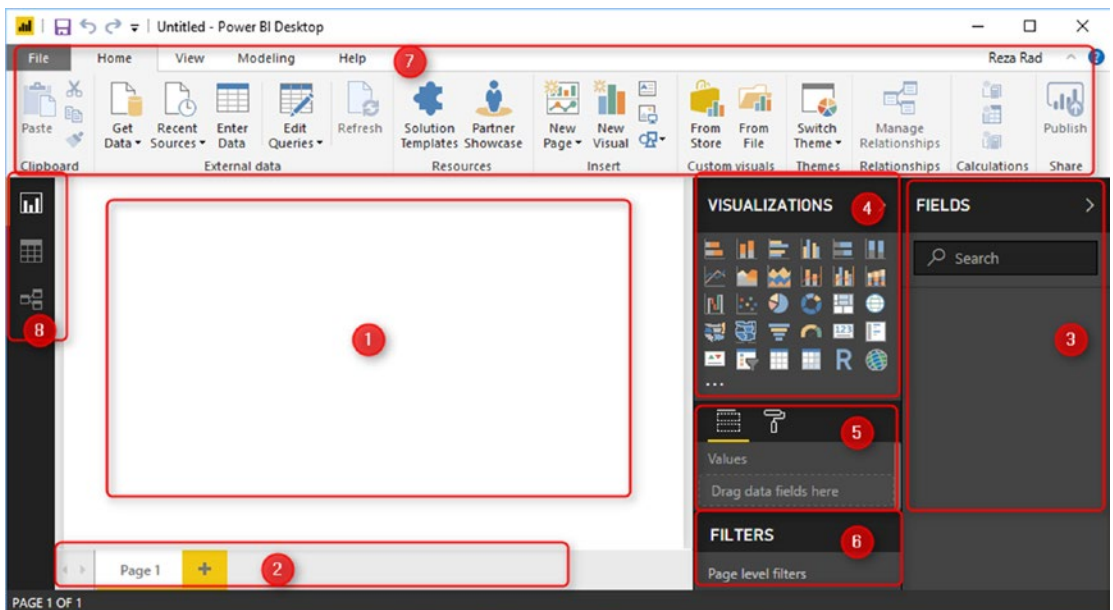 Untitled - Power BI Desktop
File Home View Modeling Help 7 Reza Rad ?
Paste
Get Data
Recent Sources
Enter Data
Edit Queries
Refresh
Solution Templates
Partner Showcase
New Page
New Visual
From Store
From File
Switch Theme
Manage Relationships
Publish
Clipboard External data Resources Insert Custom visuals Themes Relationships Calculations Share
8
1
VISUALIZATIONS 4
123
R
...
5
Values
Drag data fields here
FILTERS 6
Page level filters
FIELDS
Search
3
Page 1 + 2
PAGE 1 OF 1